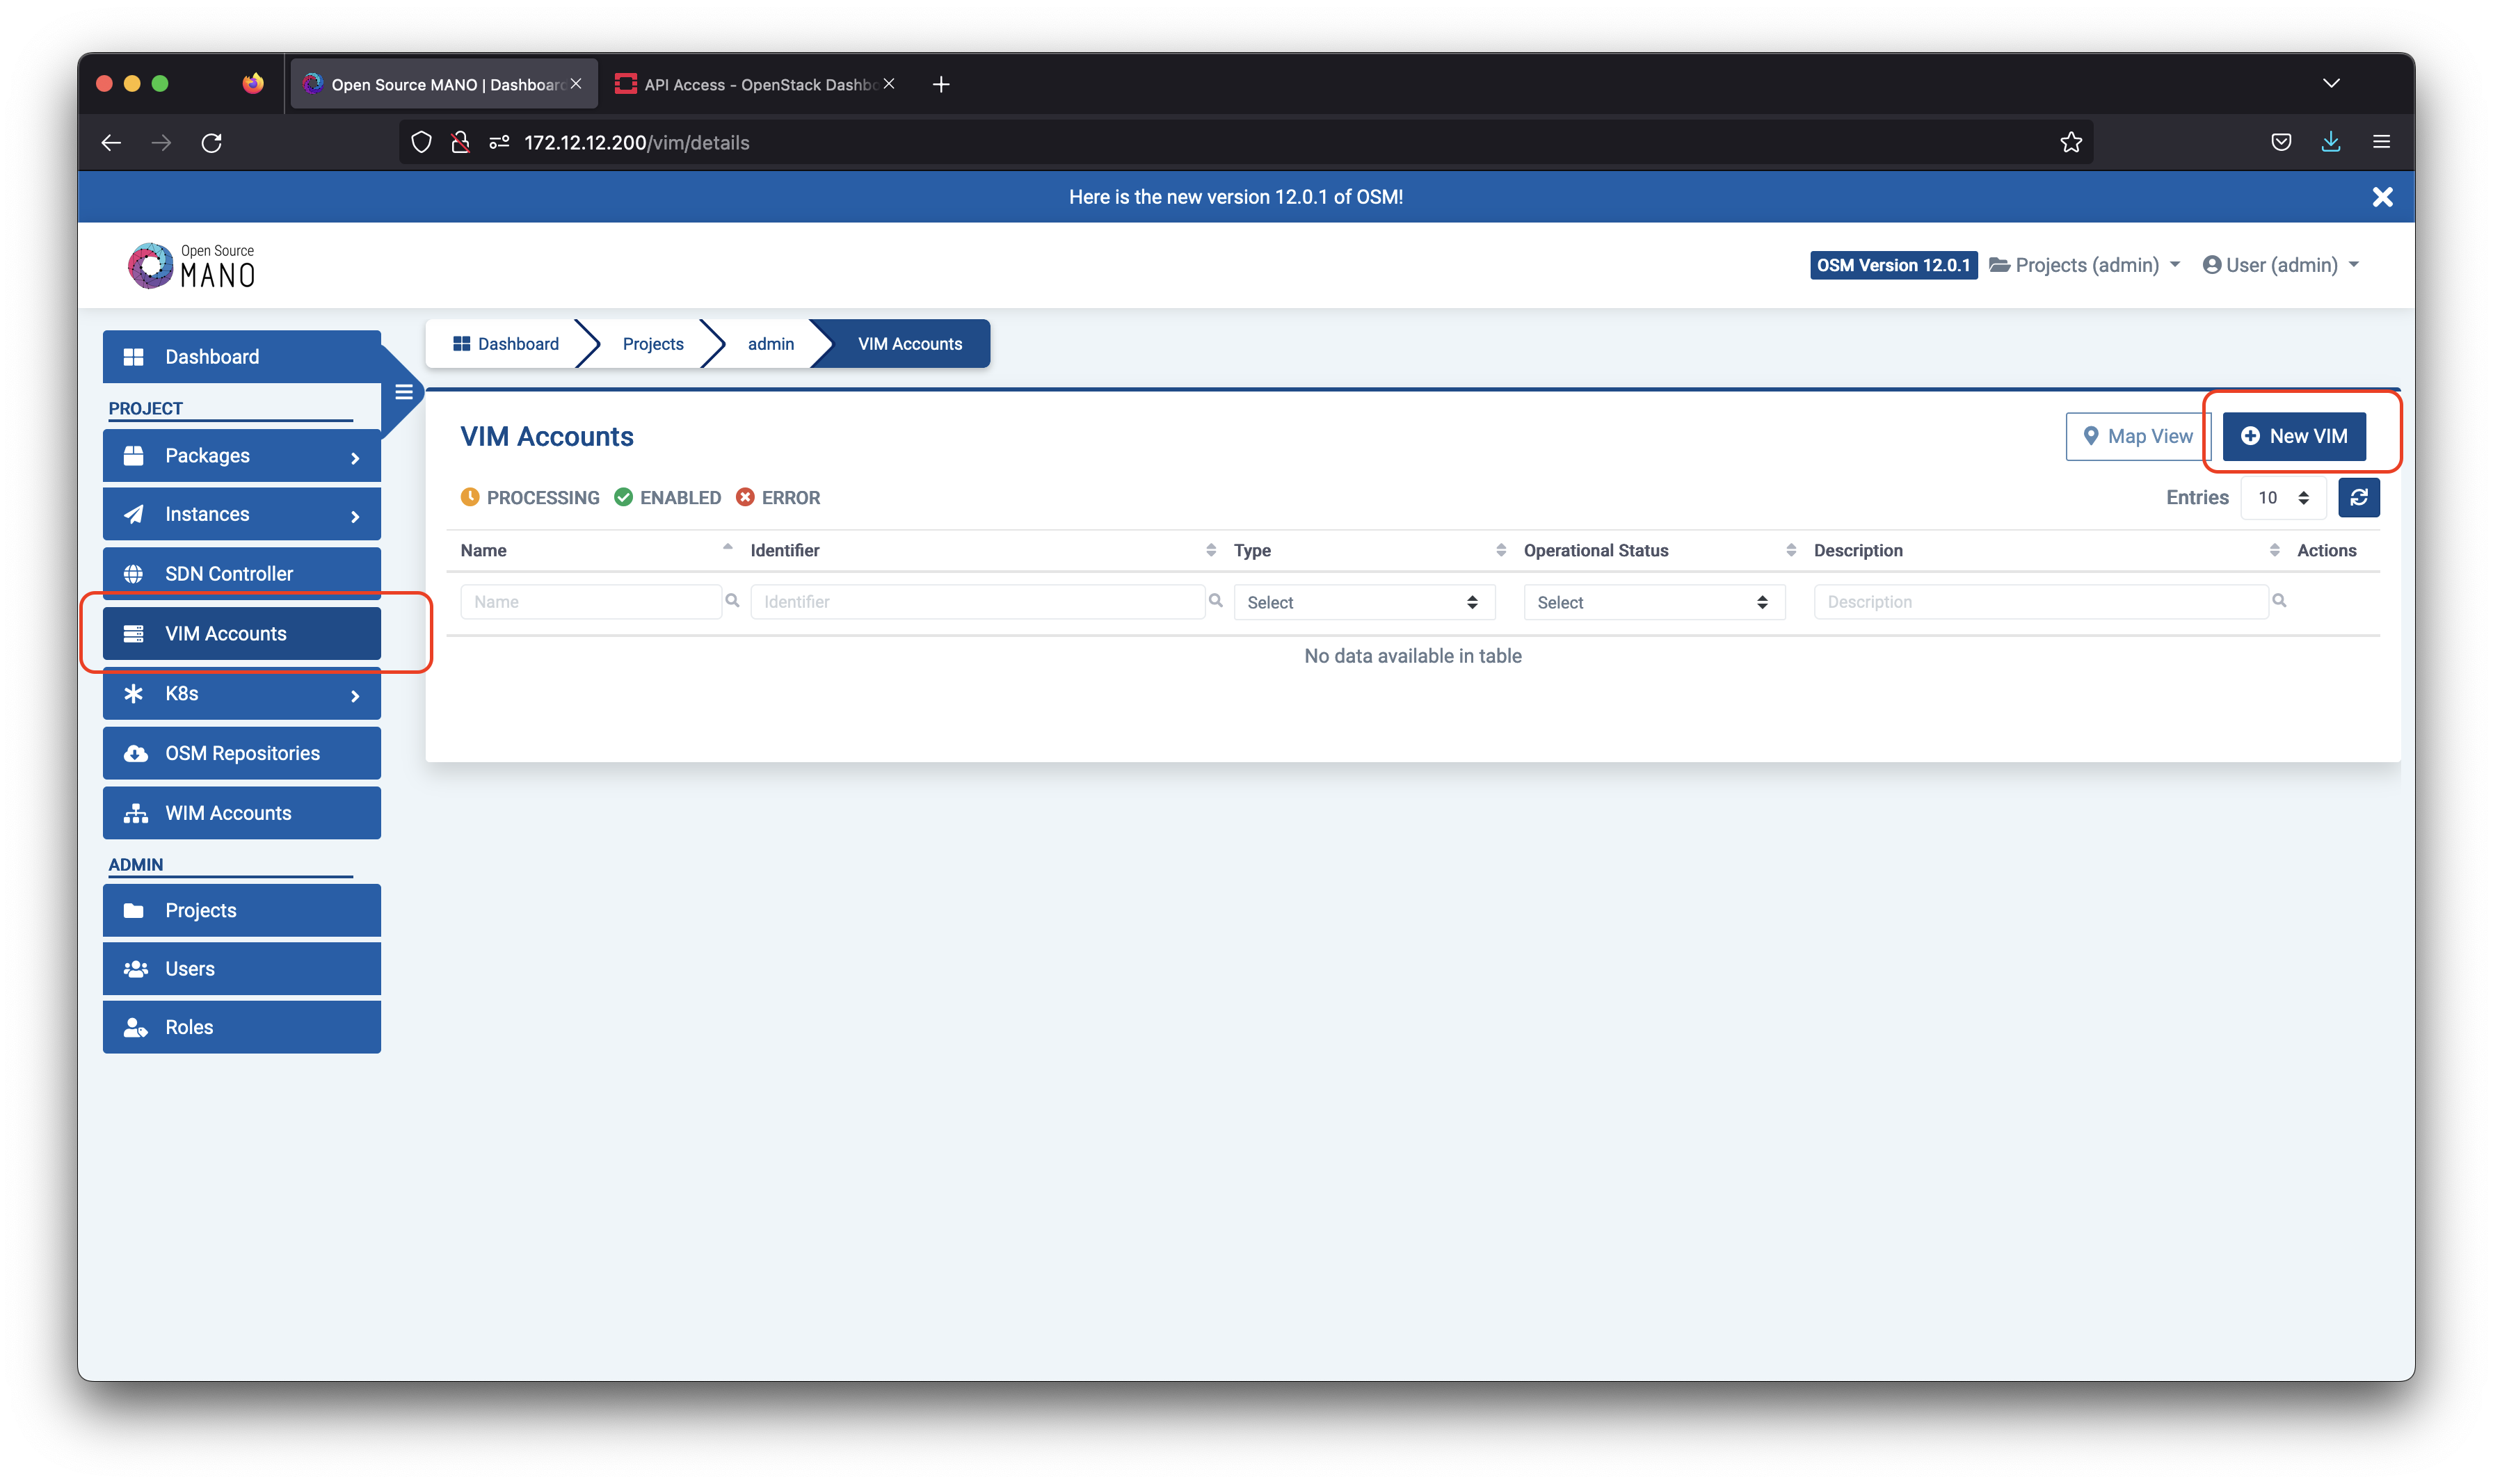 Open Source MANO | Dashboard
API Access - OpenStack Dashbo
172.12.12.200/vim/details
Here is the new version 12.0.1 of OSM!
Open Source
MANO
OSM Version 12.0.1 Projects (admin) User (admin)
Dashboard
PROJECT
Packages
Instances
SDN Controller
VIM Accounts
K8s
OSM Repositories
WIM Accounts
ADMIN
Projects
Users
Roles
Dashboard Projects admin VIM Accounts
VIM Accounts
Map View New VIM
PROCESSING ENABLED ERROR
Entries 10
Name Identifier Type Operational Status Description Actions
Name Identifier Select Select Description
No data available in table